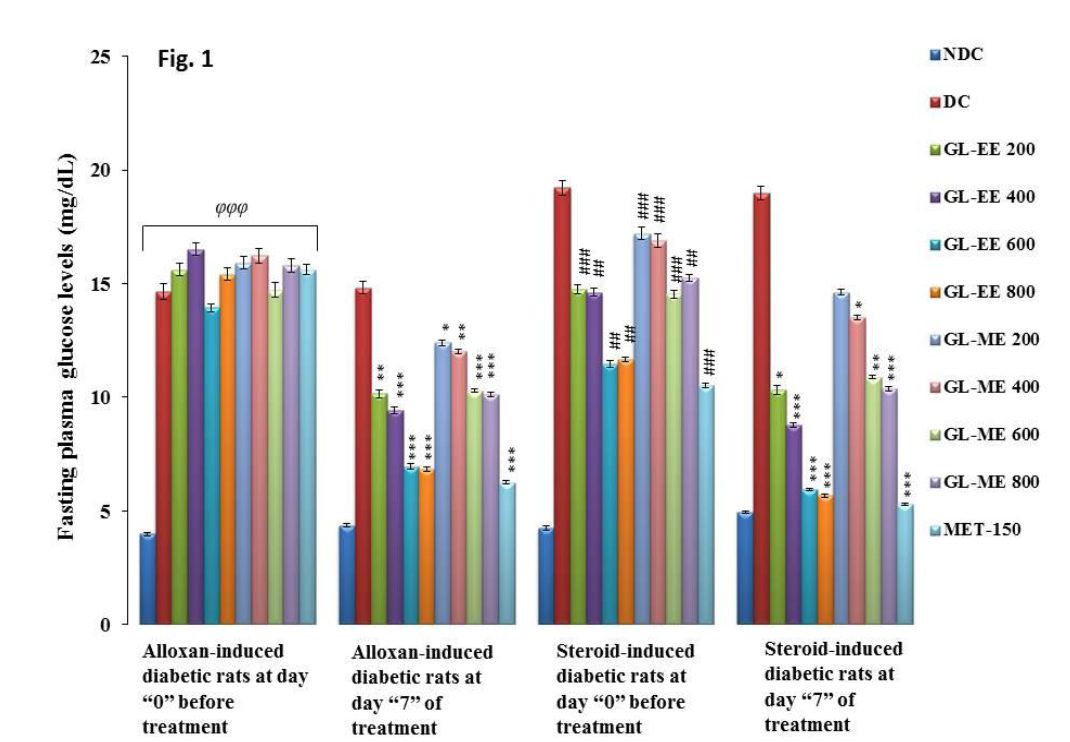 Fig. 1
Fasting plasma glucose levels (mg/dL)
25
20
15
10
5
0
φφφ
**
***
***
***
*
**
***
***
***
###
##
##
##
###
###
###
##
###
*
***
***
***
*
**
***
***
Alloxan-induced
diabetic rats at day
“0” before
treatment
Alloxan-induced
diabetic rats at
day “7” of
treatment
Steroid-induced
diabetic rats at
day “0” before
treatment
Steroid-induced
diabetic rats at
day “7” of
treatment
NDC
DC
GL-EE 200
GL-EE 400
GL-EE 600
GL-EE 800
GL-ME 200
GL-ME 400
GL-ME 600
GL-ME 800
MET-150